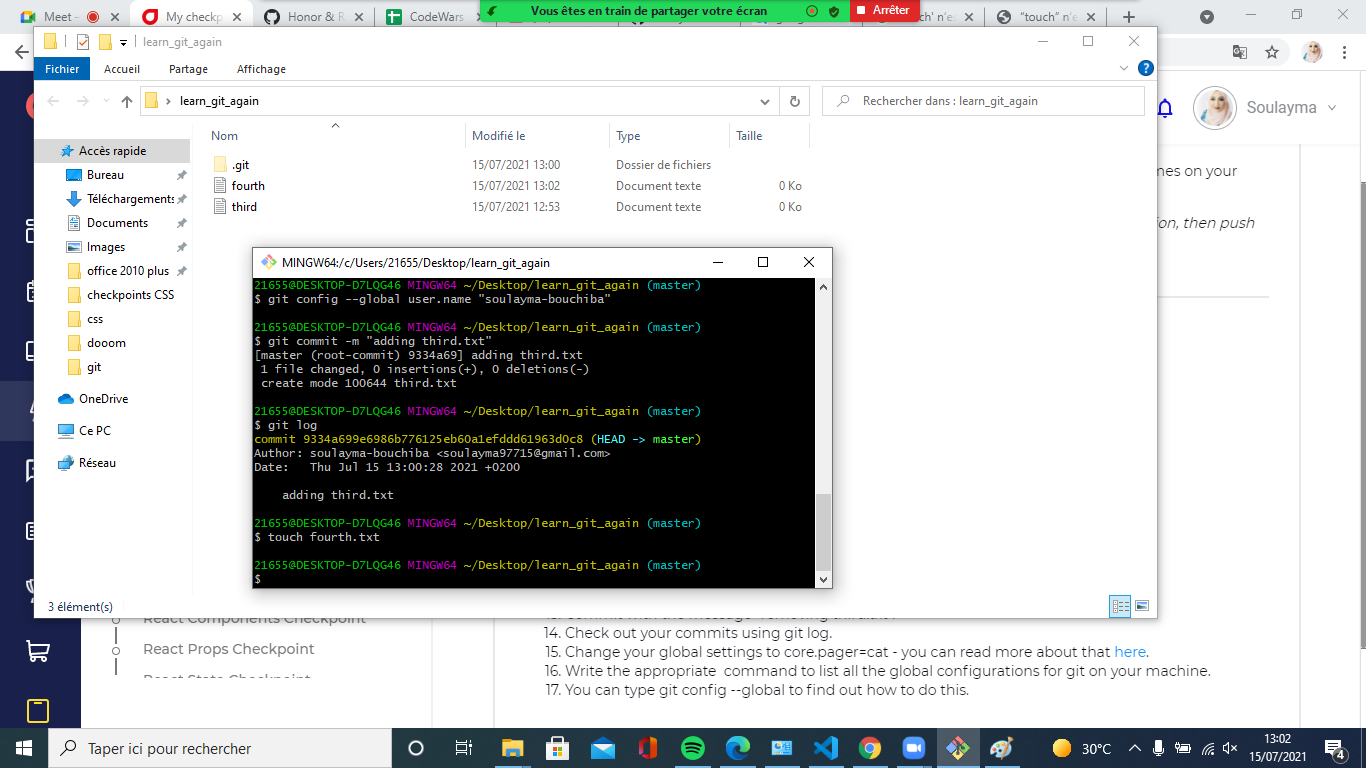 Meet –
My checkp
Honor & R
CodeWars
Vous êtes en train de partager votre écran
Arrêter
' n'es
"touch" n'e
learn_git_again
Fichier
Accueil
Partage
Affichage
learn_git_again
Rechercher dans : learn_git_again
Soulayma
Nom
Modifié le
Type
Taille
Accès rapide
Bureau
Téléchargements
Documents
Images
office 2010 plus
checkpoints CSS
css
dooom
git
OneDrive
Ce PC
Réseau
.git 15/07/2021 13:00 Dossier de fichiers
fourth 15/07/2021 13:02 Document texte 0 Ko
third 15/07/2021 12:53 Document texte 0 Ko
mes on your
ion, then push
MINGW64:/c/Users/21655/Desktop/learn_git_again
21655@DESKTOP-D7LQG46 MINGW64 ~/Desktop/learn_git_again (master)
$ git config --global user.name "soulayma-bouchiba"
21655@DESKTOP-D7LQG46 MINGW64 ~/Desktop/learn_git_again (master)
$ git commit -m "adding third.txt"
[master (root-commit) 9334a69] adding third.txt
1 file changed, 0 insertions(+), 0 deletions(-)
create mode 100644 third.txt
21655@DESKTOP-D7LQG46 MINGW64 ~/Desktop/learn_git_again (master)
$ git log
commit 9334a699e6986b776125eb60a1efddd61963d0c8 (HEAD -> master)
Author: soulayma-bouchiba <soulayma97715@gmail.com>
Date: Thu Jul 15 13:00:28 2021 +0200
adding third.txt
21655@DESKTOP-D7LQG46 MINGW64 ~/Desktop/learn_git_again (master)
$ touch fourth.txt
21655@DESKTOP-D7LQG46 MINGW64 ~/Desktop/learn_git_again (master)
$
3 élément(s)
React Components Checkpoint
React Props Checkpoint
React State Checkpoint
14. Check out your commits using git log.
15. Change your global settings to core.pager=cat - you can read more about that here.
16. Write the appropriate command to list all the global configurations for git on your machine.
17. You can type git config --global to find out how to do this.
Taper ici pour rechercher
30°C
13:02
15/07/2021
4